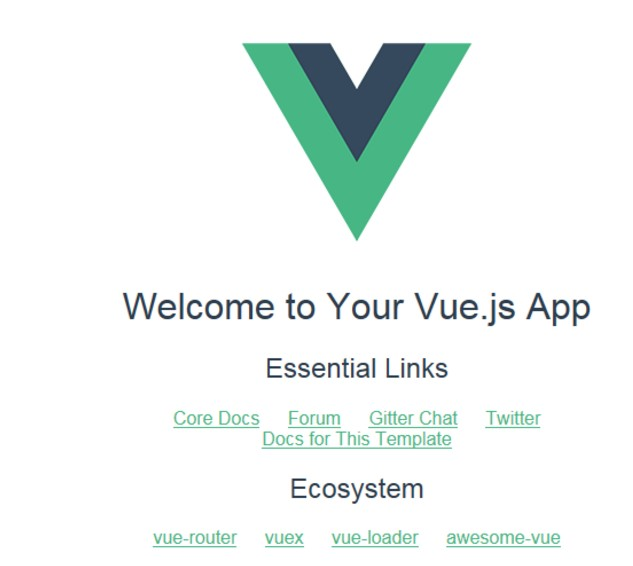 Welcome to Your Vue.js App
Essential Links
Core Docs Forum Gitter Chat Twitter
Docs for This Template
Ecosystem
vue-router vuex vue-loader awesome-vue